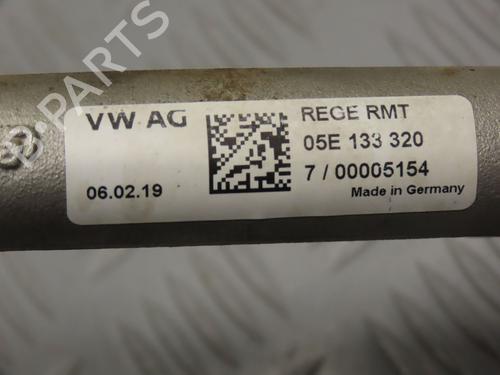 VW AG
06.02.19
REGE RMT
05E 133 320
7 / 00005154
Made in Germany
B PARTS